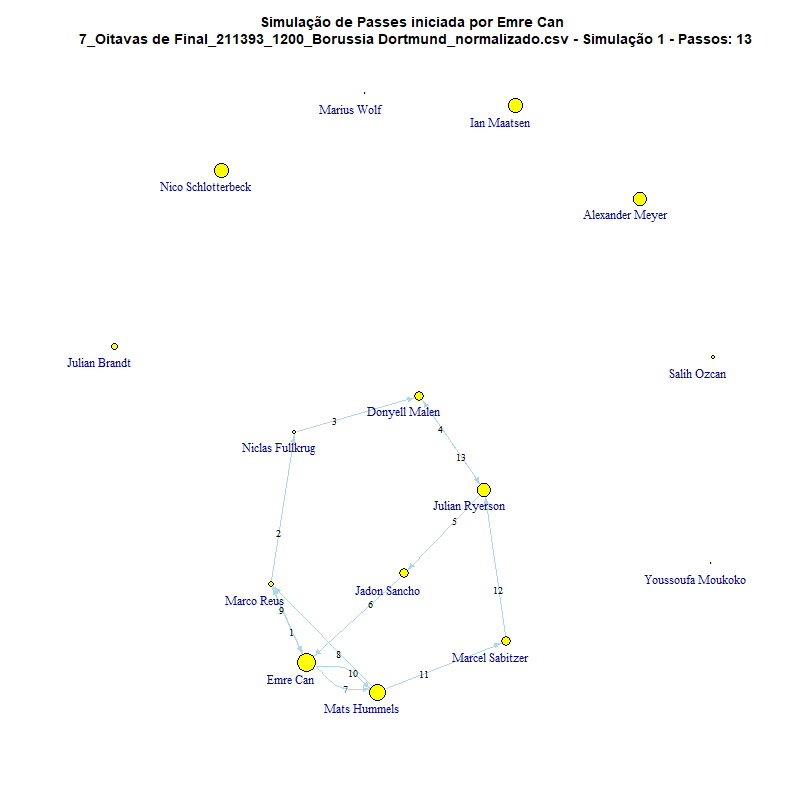 Simulação de Passes iniciada por Emre Can
7_Oitavas de Final_211393_1200_Borussia Dortmund_normalizado.csv - Simulação 1 - Passos: 13
Marius Wolf
Ian Maatsen
Nico Schlotterbeck
Alexander Meyer
Julian Brandt
Salih Ozcan
Donyell Malen
3
4
Niclas Fullkrug
13
Julian Ryerson
5
2
Youssoufa Moukoko
Jadon Sancho
12
Marco Reus
6
9
1
8
Marcel Sabitzer
10
11
Emre Can
7
Mats Hummels